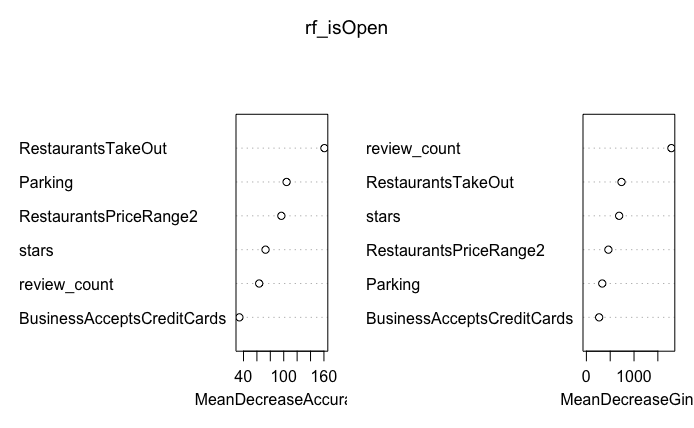 rf_isOpen
RestaurantsTakeOut
Parking
RestaurantsPriceRange2
stars
review_count
BusinessAcceptsCreditCards
40 100 160
MeanDecreaseAccura
review_count
RestaurantsTakeOut
stars
RestaurantsPriceRange2
Parking
BusinessAcceptsCreditCards
0 1000
MeanDecreaseGin